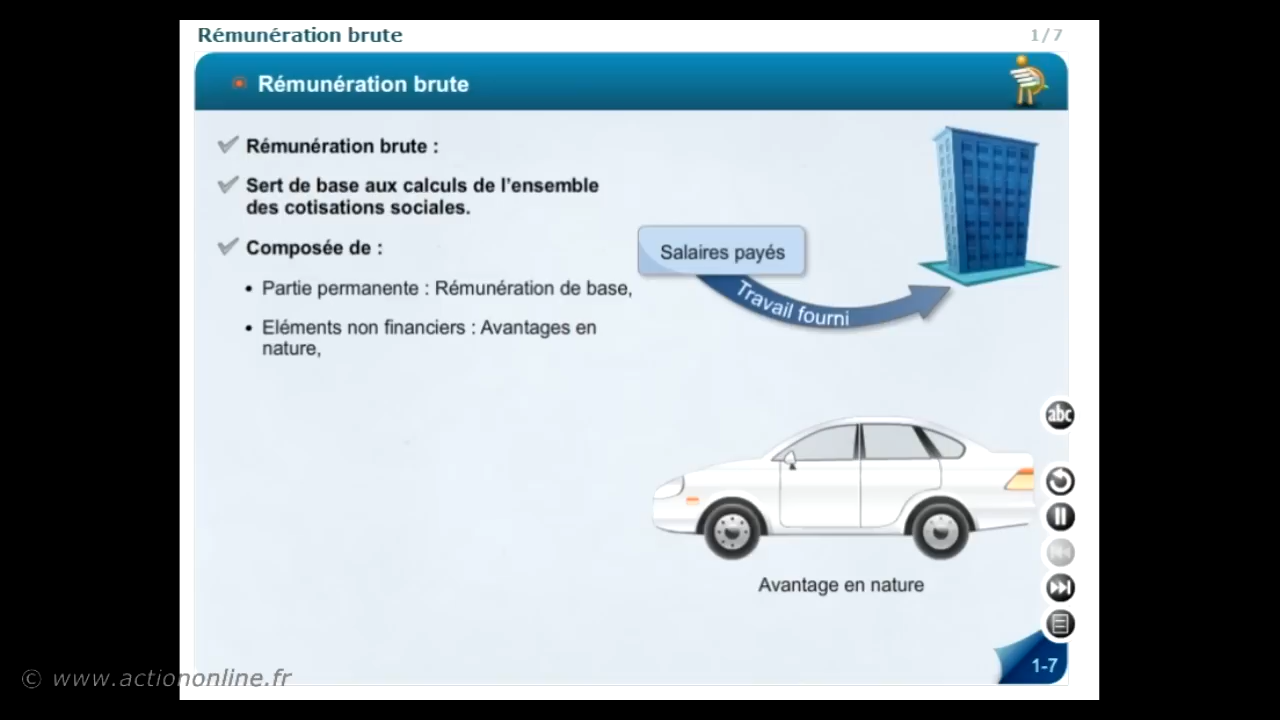 Rémunération brute
1/7
Rémunération brute
Rémunération brute :
Sert de base aux calculs de l'ensemble
des cotisations sociales.
Composée de :
• Partie permanente : Rémunération de base,
• Eléments non financiers : Avantages en
nature,
Salaires payés
Travail fourni
abc
Avantage en nature
1-7
© www.actiononline.fr